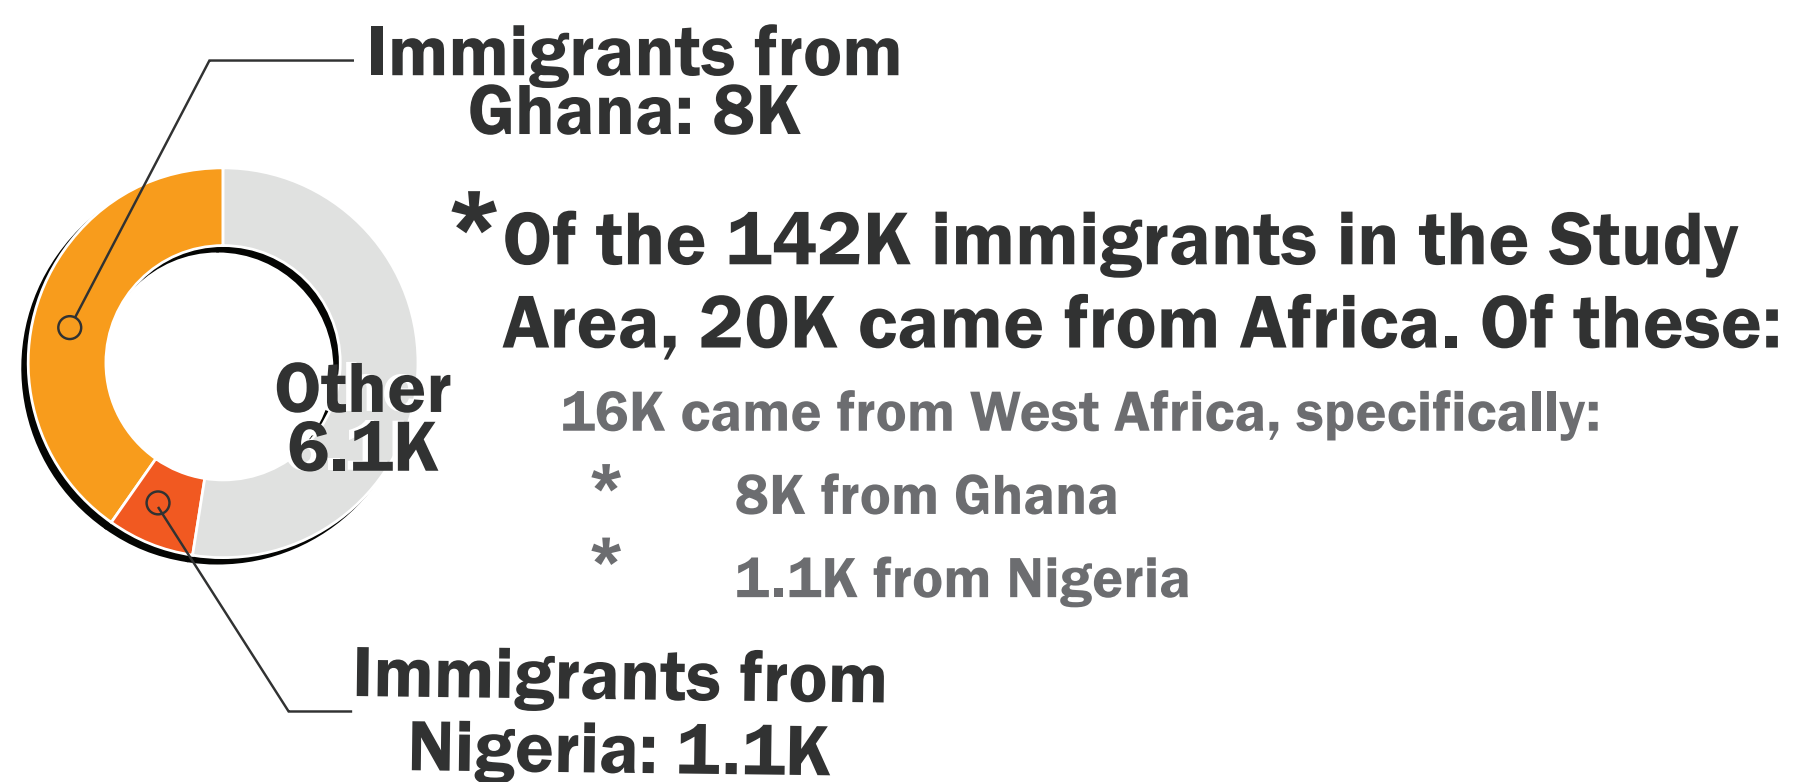 Immigrants from
Ghana: 8K
*Of the 142K immigrants in the Study
Area, 20K came from Africa. Of these:
Other
6.1K
16K came from West Africa, specifically:
* 8K from Ghana
* 1.1K from Nigeria
Immigrants from
Nigeria: 1.1K